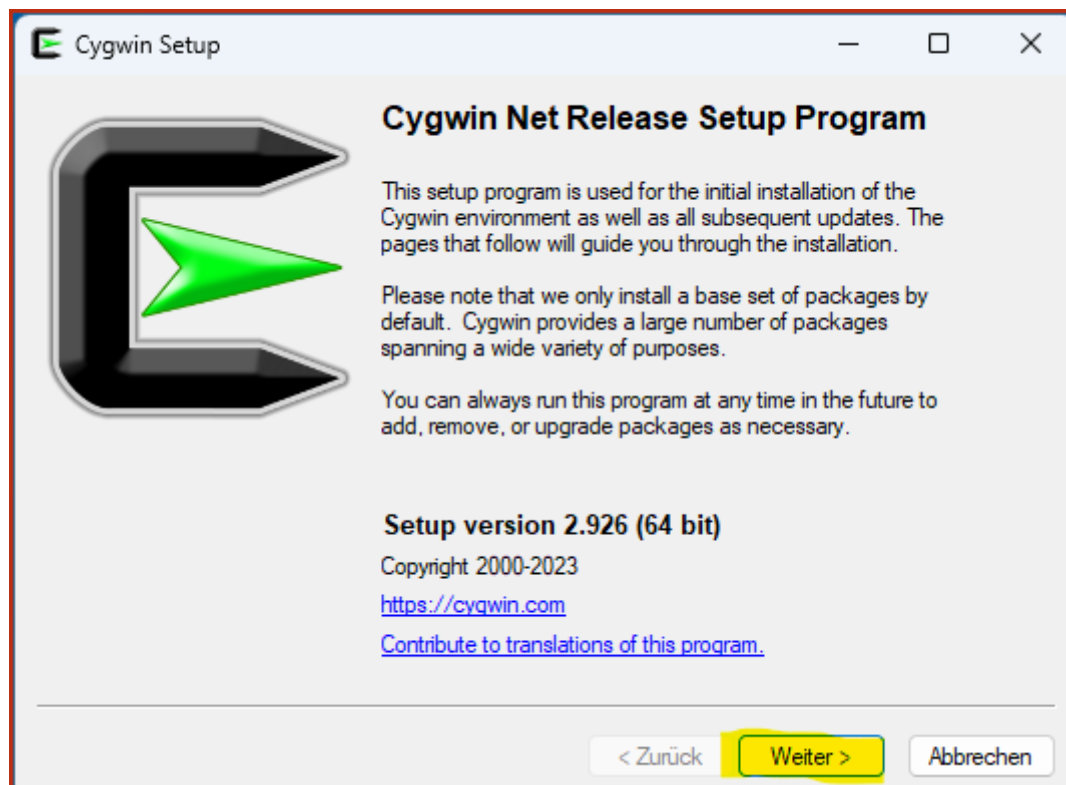 Cygwin Setup
Cygwin Net Release Setup Program
This setup program is used for the initial installation of the
Cygwin environment as well as all subsequent updates. The
pages that follow will guide you through the installation.
Please note that we only install a base set of packages by
default. Cygwin provides a large number of packages
spanning a wide variety of purposes.
You can always run this program at any time in the future to
add, remove, or upgrade packages as necessary.
Setup version 2.926 (64 bit)
Copyright 2000-2023
https://cygwin.com
Contribute to translations of this program.
< Zurück Weiter > Abbrechen